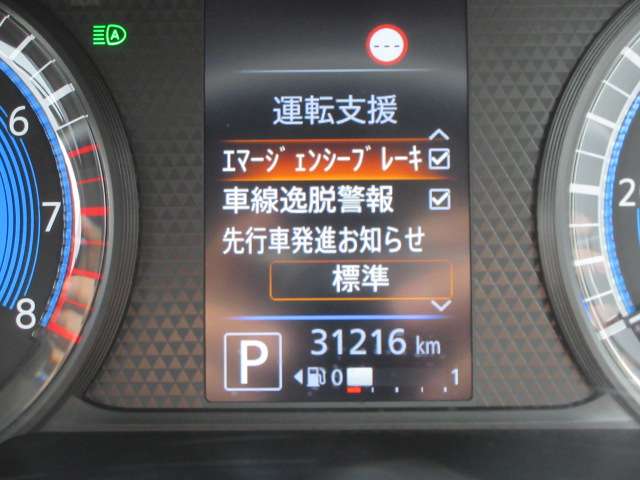 A
---
運転支援
エマージェンシーブレーキ
車線逸脱警報
先行車発進お知らせ
標準
6
7
8
2
P
31216 km
0 1